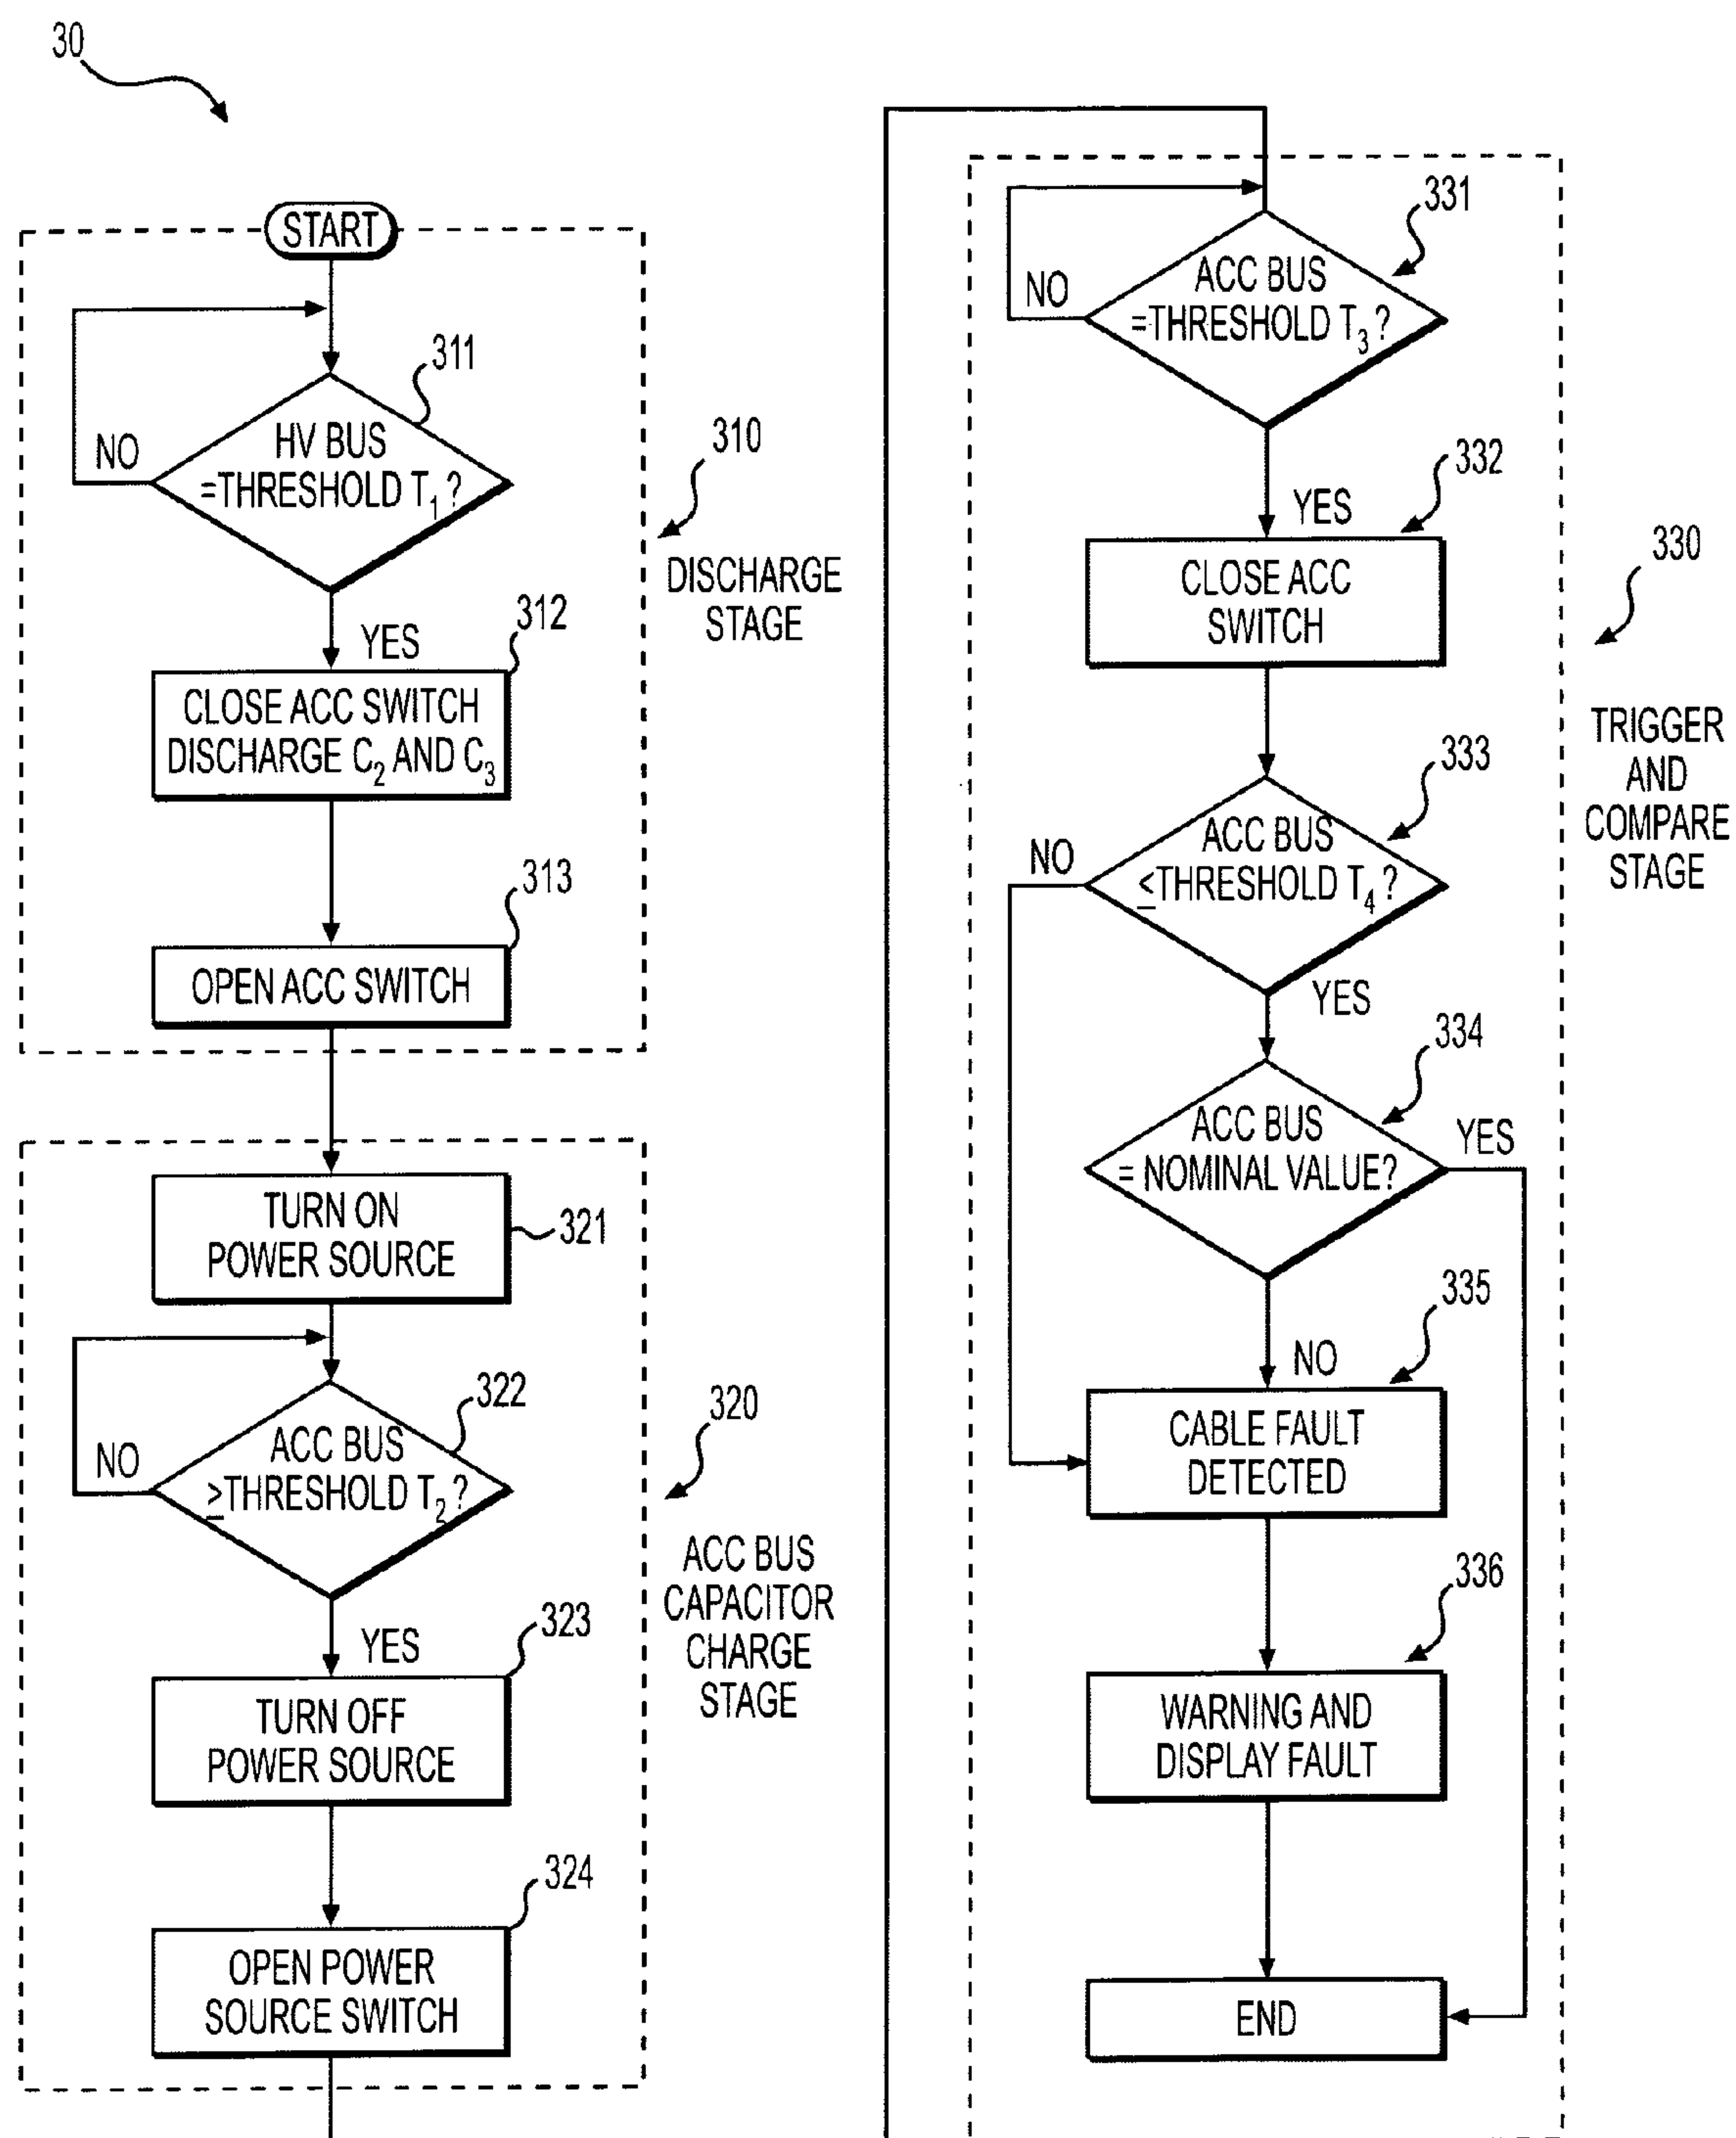 30
START
311
HV BUS
=THRESHOLD T1?
NO
YES
312
CLOSE ACC SWITCH
DISCHARGE C2 AND C3
313
OPEN ACC SWITCH
310
DISCHARGE
STAGE
TURN ON
POWER SOURCE
321
322
ACC BUS
≥THRESHOLD T2?
NO
YES
323
TURN OFF
POWER SOURCE
324
OPEN POWER
SOURCE SWITCH
320
ACC BUS
CAPACITOR
CHARGE
STAGE
331
ACC BUS
=THRESHOLD T3?
NO
YES
332
CLOSE ACC
SWITCH
333
ACC BUS
≤THRESHOLD T4?
NO
YES
334
ACC BUS
= NOMINAL VALUE?
YES
NO
335
CABLE FAULT
DETECTED
336
WARNING AND
DISPLAY FAULT
END
330
TRIGGER
AND
COMPARE
STAGE